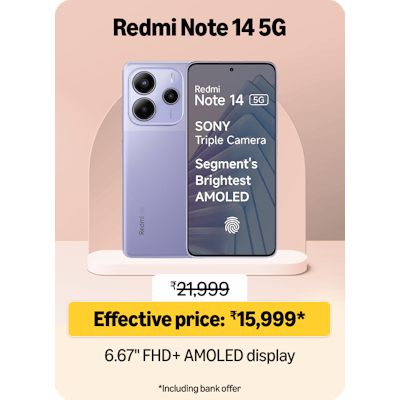 Redmi Note 14 5G
Redmi
Note 14 5G
SONY
Triple Camera
Segment's
Brightest
AMOLED
Redmi 5G
₹21,999
Effective price: ₹15,999*
6.67" FHD+ AMOLED display
*Including bank offer